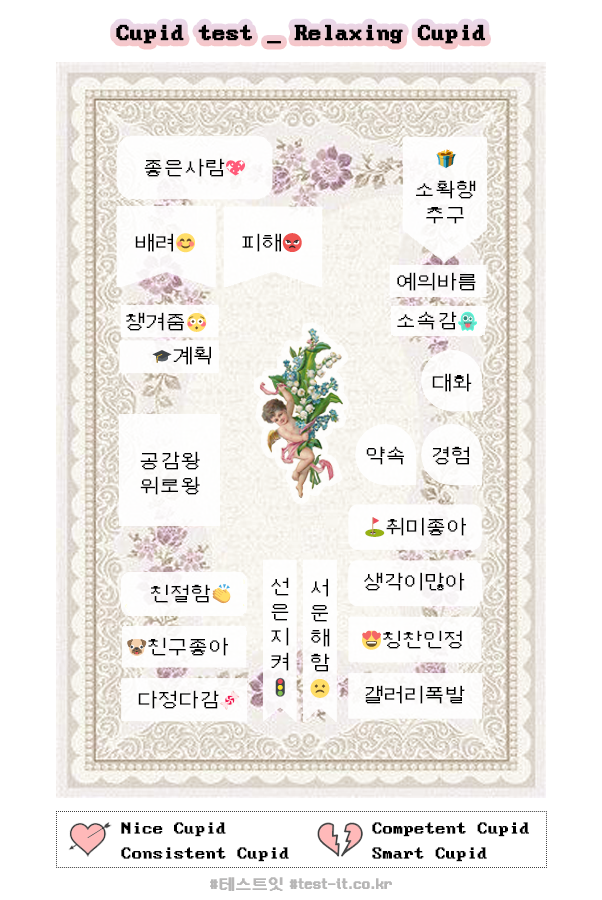 Cupid test _ Relaxing Cupid
좋은사람💖
🎁
소확행
추구
배려😊
피해😡
예의바름
챙겨줌😳
소속감👻
🎓계획
대화
공감왕
위로왕
약속
경험
⛳취미좋아
친절함👏
생각이많아
선은지켜🚦
서운해함🙁
🐶친구좋아
😍칭찬인정
다정다감🍬
갤러리폭발
Nice Cupid
Consistent Cupid
Competent Cupid
Smart Cupid
#테스트잇 #test-it.co.kr